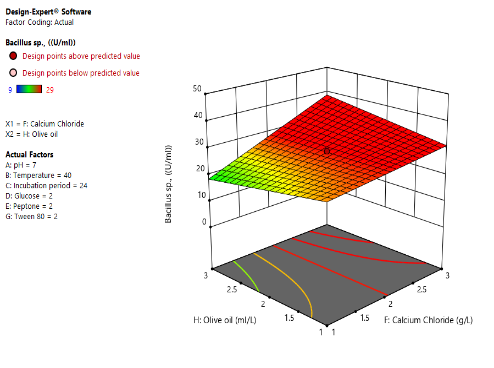 Design-Expert® Software
Factor Coding: Actual
Bacillus sp., ((U/ml))
Design points above predicted value
Design points below predicted value
9 29
X1 = F: Calcium Chloride
X2 = H: Olive oil
Actual Factors
A: pH = 7
B: Temperature = 40
C: Incubation period = 24
D: Glucose = 2
E: Peptone = 2
G: Tween 80 = 2
Bacillus sp., ((U/ml))
50
40
30
20
10
0
3
2.5
2
1.5
1
H: Olive oil (ml/L)
1
1.5
2
2.5
3
F: Calcium Chloride (g/L)